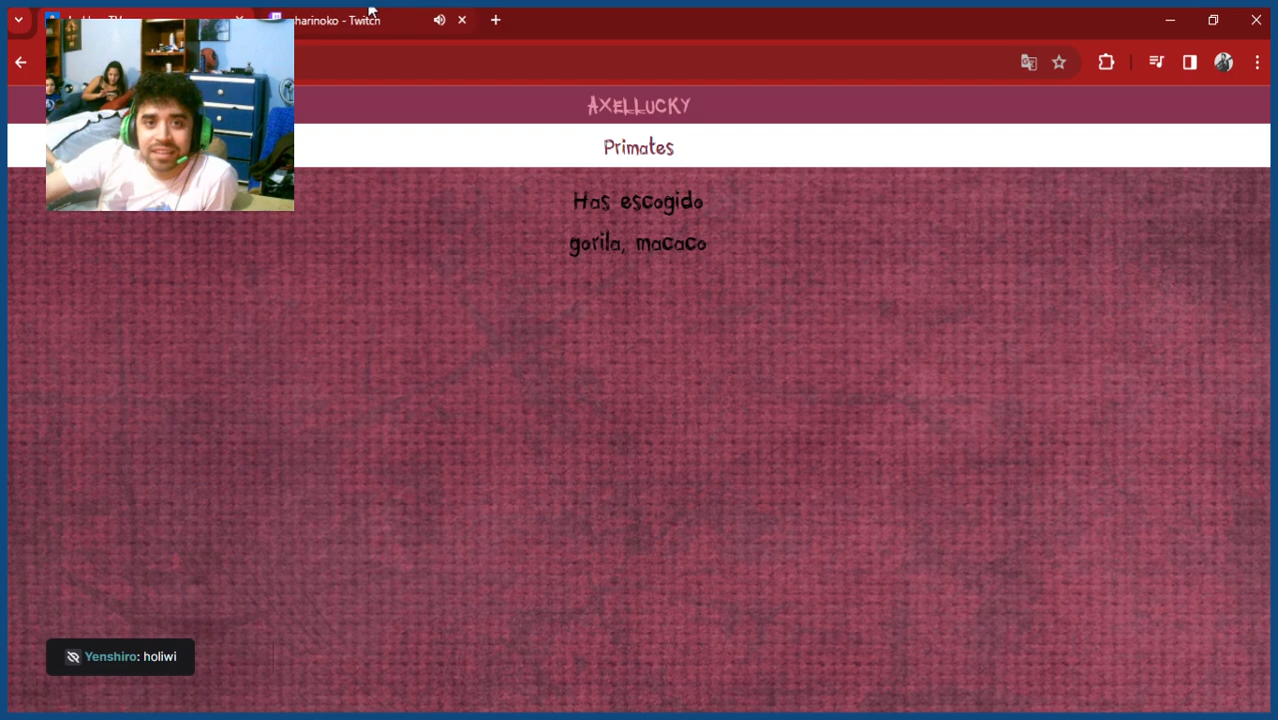 harinoko - Twitch
AXELLUCKY
Primates
Has escogido
gorila, macaco
Yenshiro: holiwi